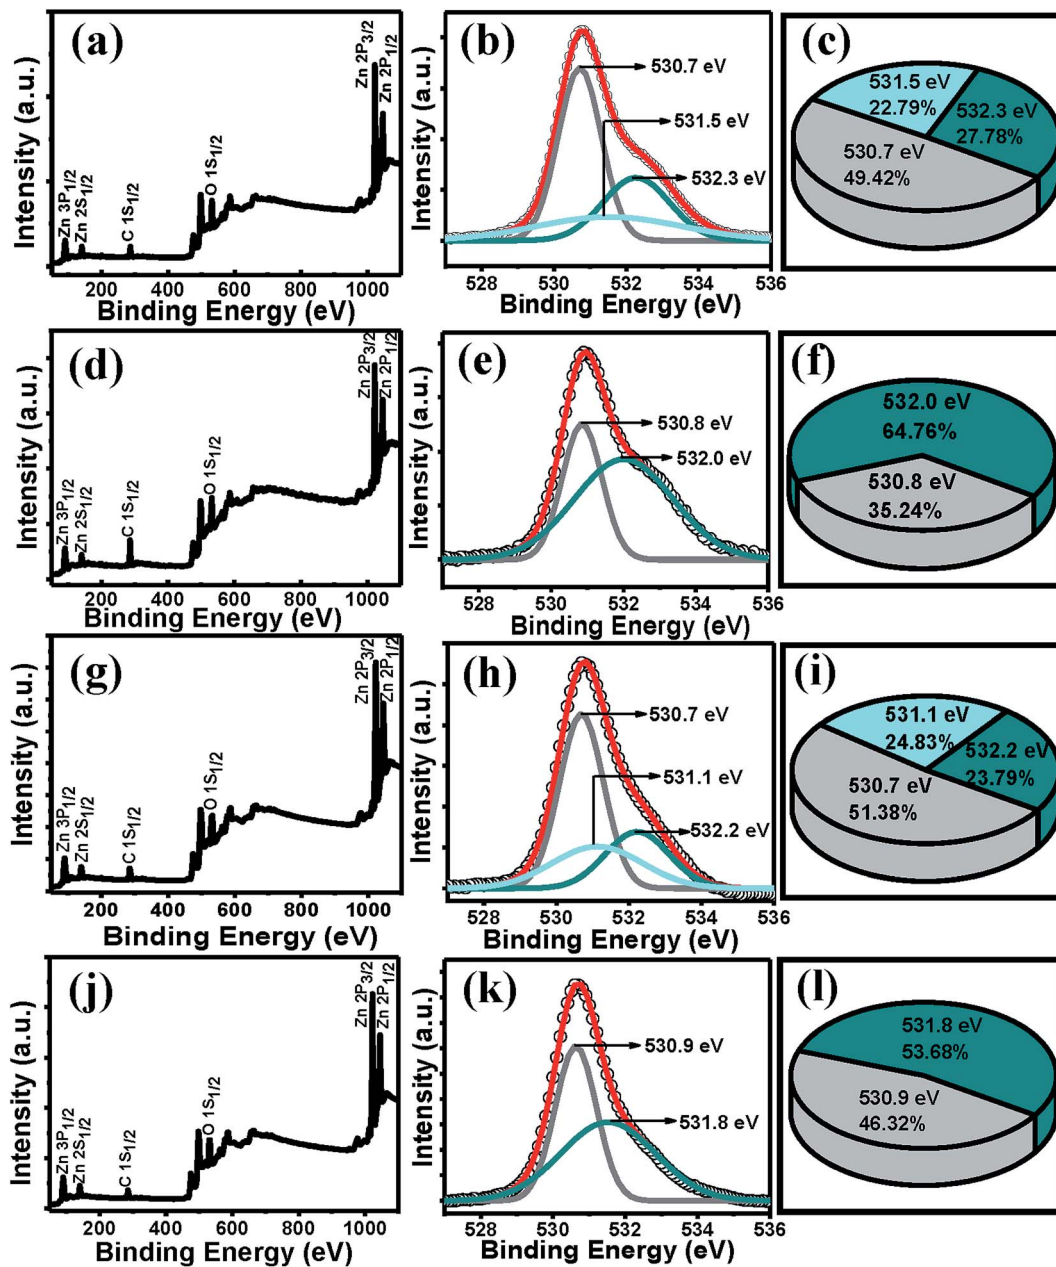 (a)
Intensity (a.u.)
Zn 3P1/2
Zn 2S1/2
C 1S1/2
O 1S1/2
Zn 2P3/2
Zn 2P1/2
200 400 600 800 1000
Binding Energy (eV)
(b)
Intensity (a.u.)
530.7 eV
531.5 eV
532.3 eV
528 530 532 534 536
Binding Energy (eV)
(c)
531.5 eV
22.79%
532.3 eV
27.78%
530.7 eV
49.42%
(d)
Intensity (a.u.)
Zn 3P1/2
Zn 2S1/2
C 1S1/2
O 1S1/2
Zn 2P3/2
Zn 2P1/2
200 400 600 800 1000
Binding Energy (eV)
(e)
Intensity (a.u.)
530.8 eV
532.0 eV
528 530 532 534 536
Binding Energy (eV)
(f)
532.0 eV
64.76%
530.8 eV
35.24%
(g)
Intensity (a.u.)
Zn 3P1/2
Zn 2S1/2
C 1S1/2
O 1S1/2
Zn 2P3/2
Zn 2P1/2
200 400 600 800 1000
Binding Energy (eV)
(h)
Intensity (a.u.)
530.7 eV
531.1 eV
532.2 eV
528 530 532 534 536
Binding Energy (eV)
(i)
531.1 eV
24.83%
532.2 eV
23.79%
530.7 eV
51.38%
(j)
Intensity (a.u.)
Zn 3P1/2
Zn 2S1/2
C 1S1/2
O 1S1/2
Zn 2P3/2
Zn 2P1/2
200 400 600 800 1000
Binding Energy (eV)
(k)
Intensity (a.u.)
530.9 eV
531.8 eV
528 530 532 534 536
Binding Energy (eV)
(l)
531.8 eV
53.68%
530.9 eV
46.32%